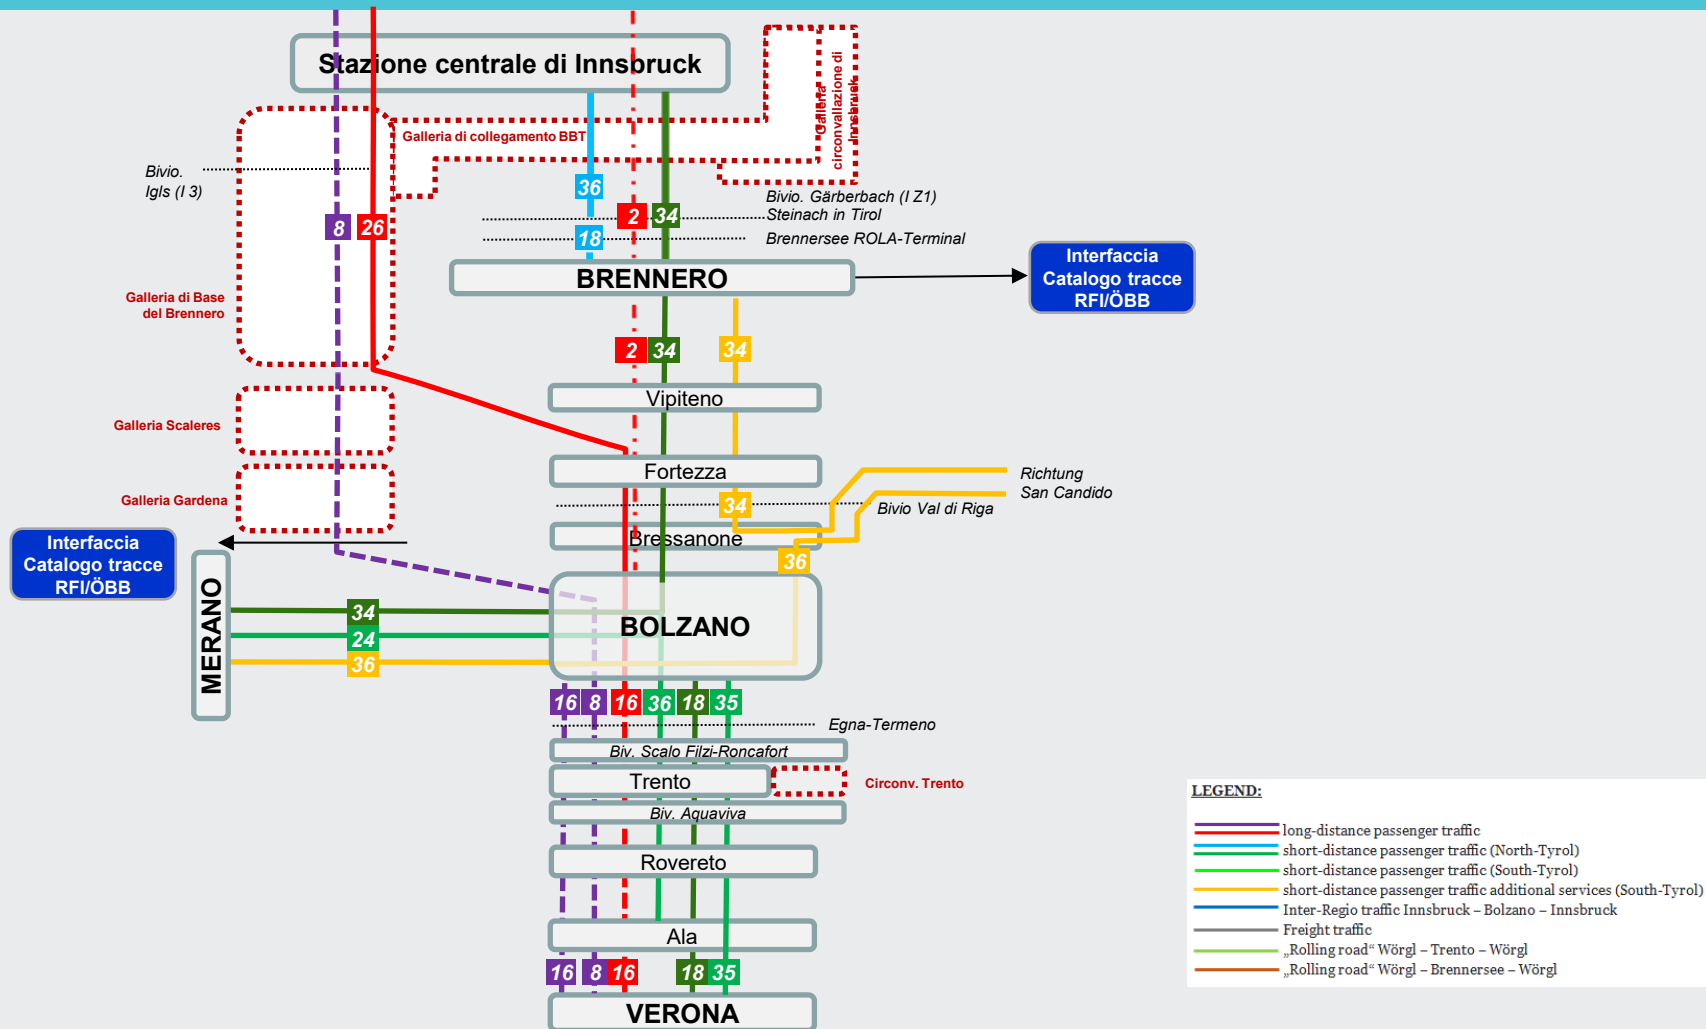 Stazione centrale di Innsbruck
Galleria
circonvallazione di
Innsbruck
Galleria di collegamento BBT
Bivio.
Igls (I 3)
36
Bivio. Gärberbach (I Z1)
8
26
2
34
Steinach in Tirol
18
Brennersee ROLA-Terminal
BRENNERO
Interfaccia
Catalogo tracce
RFI/ÖBB
Galleria di Base
del Brennero
2
34
34
Vipiteno
Galleria Scaleres
Fortezza
Richtung
San Candido
Galleria Gardena
34
Bivio Val di Riga
Bressanone
Interfaccia
Catalogo tracce
RFI/ÖBB
36
MERANO
34
24
36
BOLZANO
16
8
16
36
18
35
Egna-Termeno
Biv. Scalo Filzi-Roncafort
Trento
Circonv. Trento
Biv. Aquaviva
Rovereto
Ala
16
8
16
18
35
VERONA
LEGEND:
long-distance passenger traffic
short-distance passenger traffic (North-Tyrol)
short-distance passenger traffic (South-Tyrol)
short-distance passenger traffic additional services (South-Tyrol)
Inter-Regio traffic Innsbruck – Bolzano – Innsbruck
Freight traffic
„Rolling road“ Wörgl – Trento – Wörgl
„Rolling road“ Wörgl – Brennersee – Wörgl